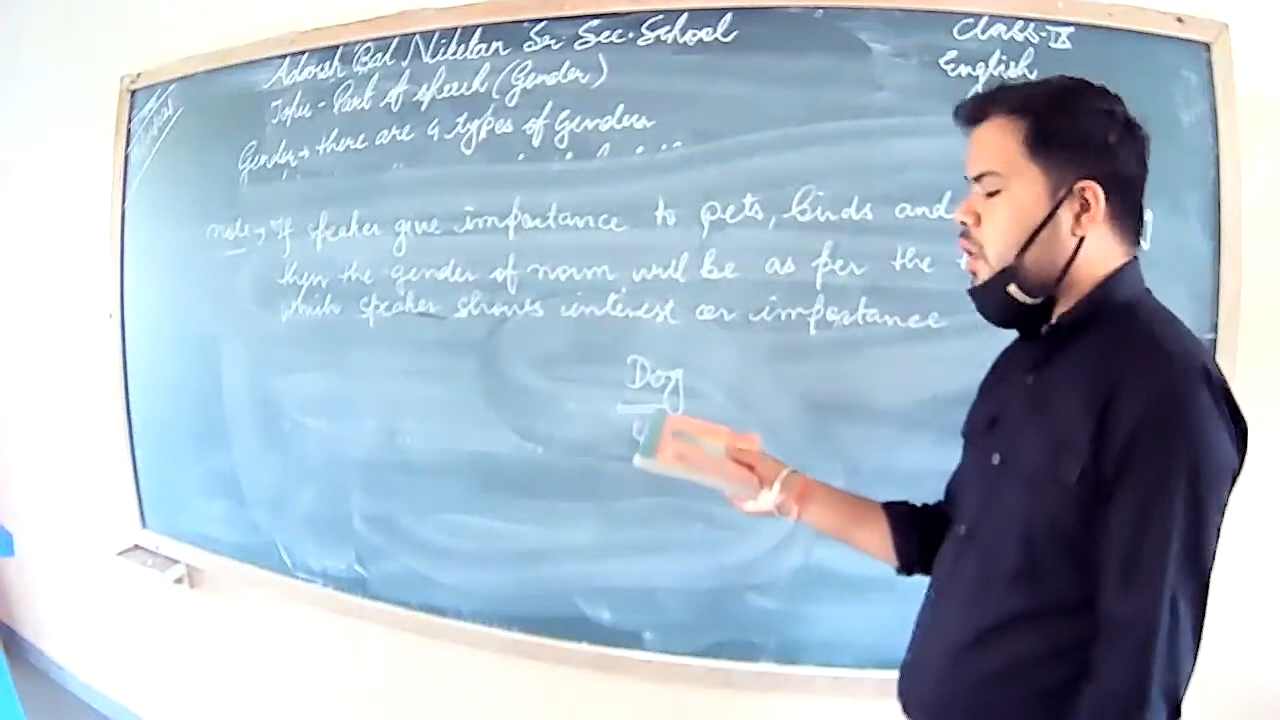 Adarsh Bal Niketan Sr. Sec. School
Class-IX
English
Topic - Part of speech (Gender)
Gender → there are 4 types of Genders
note → If speaker give importance to pets, birds and
then the gender of noun will be as per the
which speaker shows interest or importance
Dog